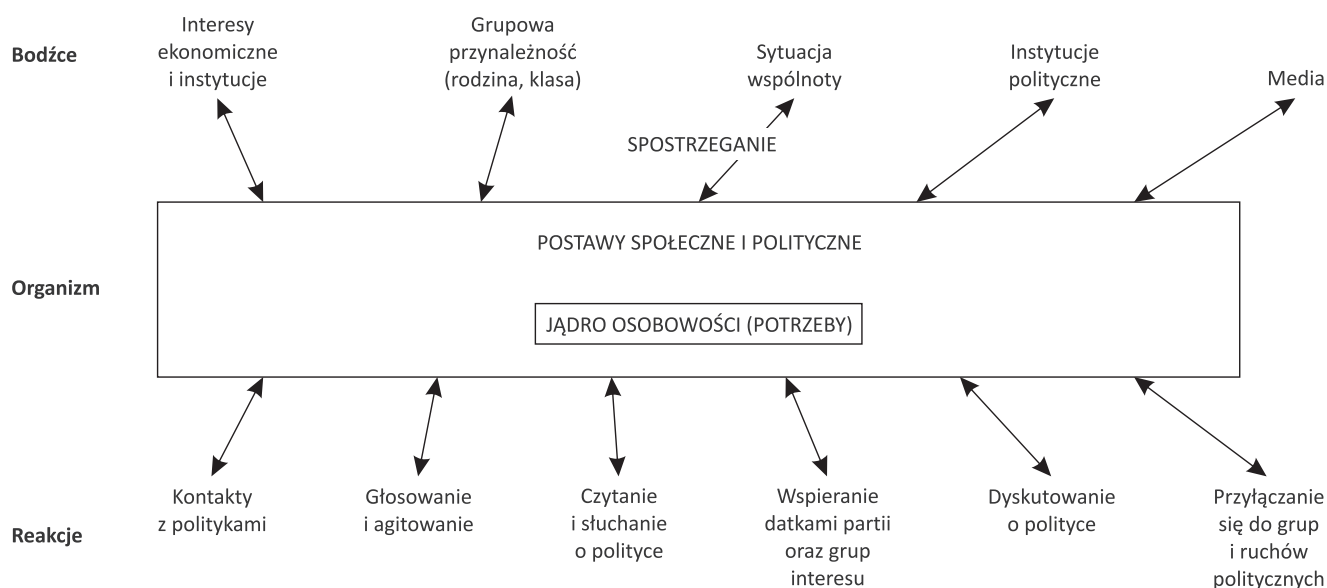 Bodźce
Interesy
ekonomiczne
i instytucje
Grupowa
przynależność
(rodzina, klasa)
Sytuacja
wspólnoty
Instytucje
polityczne
Media
SPOSTRZEGANIE
Organizm
POSTAWY SPOŁECZNE I POLITYCZNE
JĄDRO OSOBOWOŚCI (POTRZEBY)
Reakcje
Kontakty
z politykami
Głosowanie
i agitowanie
Czytanie
i słuchanie
o polityce
Wspieranie
datkami partii
oraz grup
interesu
Dyskutowanie
o polityce
Przyłączanie
się do grup
i ruchów
politycznych